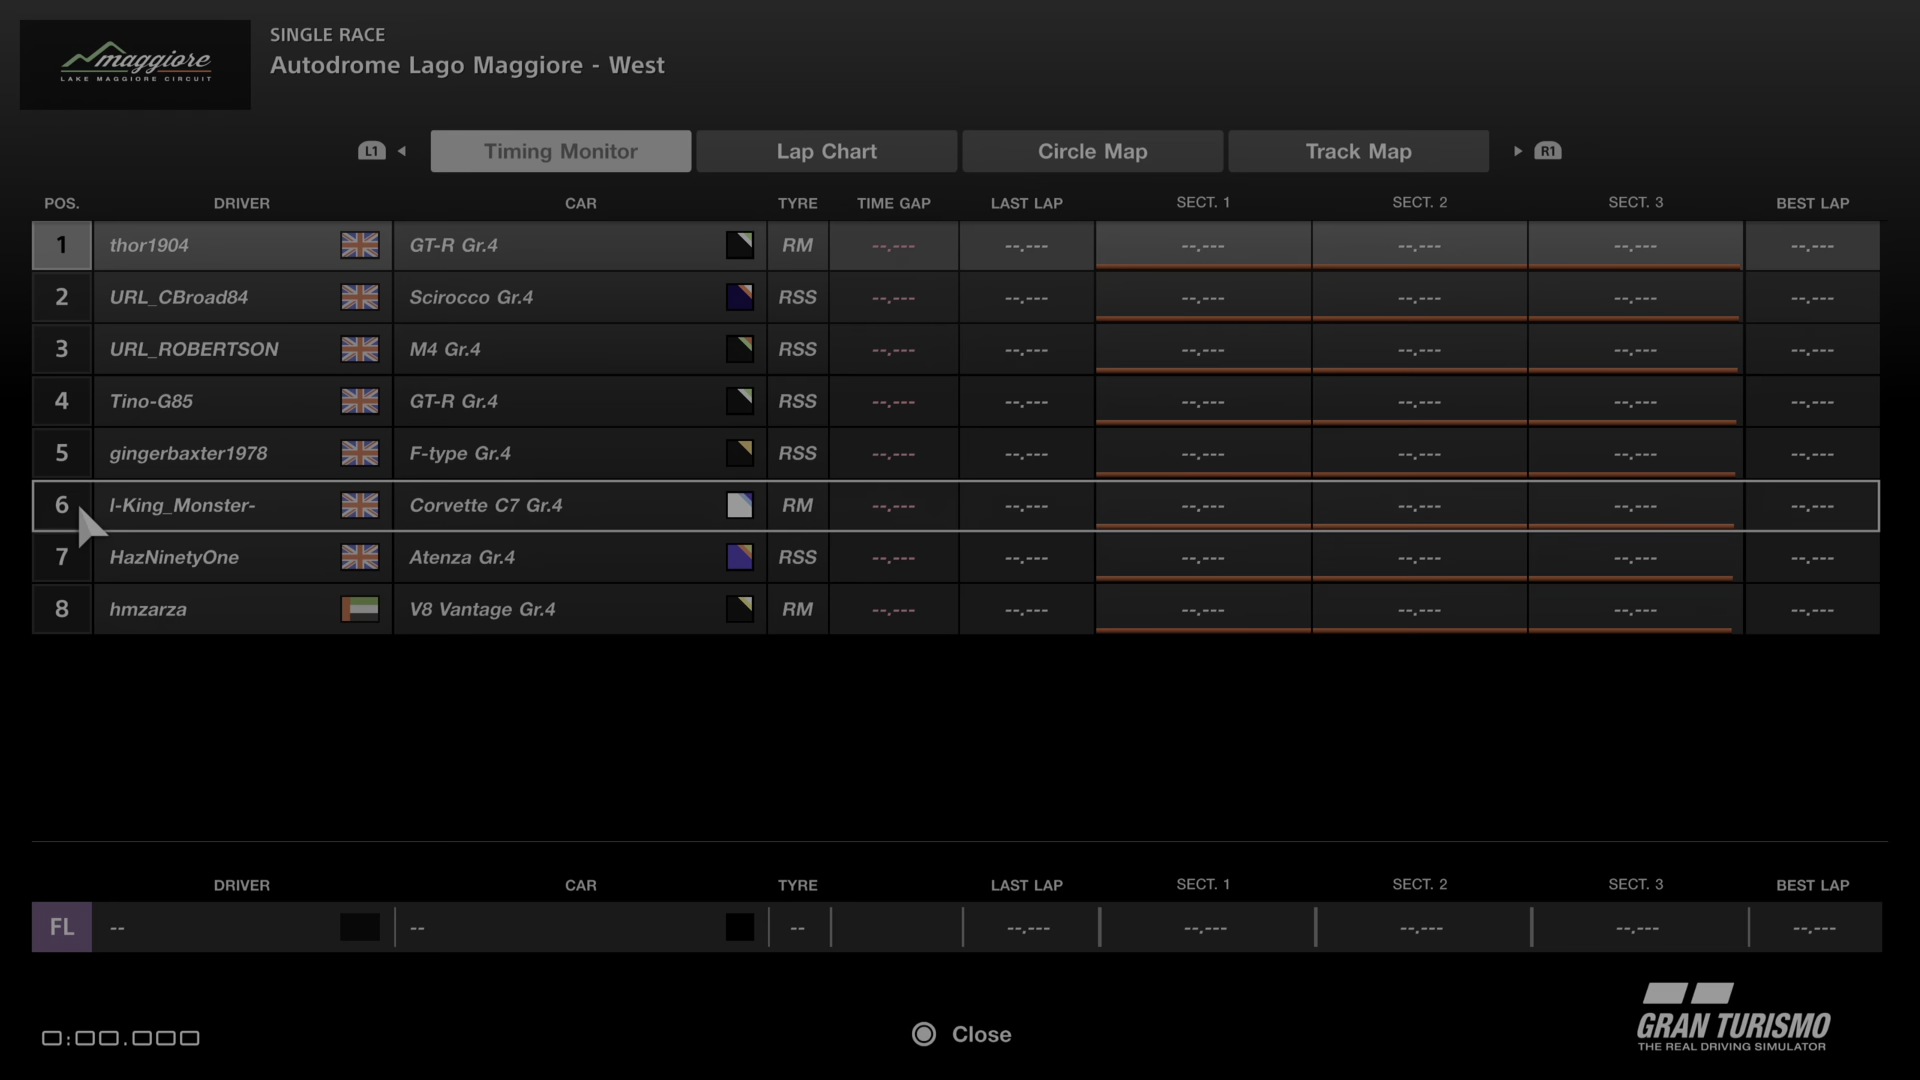 maggiore
LAKE MAGGIORE CIRCUIT
SINGLE RACE
Autodrome Lago Maggiore - West
L1 Timing Monitor Lap Chart Circle Map Track Map R1
POS. DRIVER CAR TYRE TIME GAP LAST LAP SECT. 1 SECT. 2 SECT. 3 BEST LAP
1 thor1904 GT-R Gr.4 RM --.--- --.--- --.--- --.--- --.--- --.---
2 URL_CBroad84 Scirocco Gr.4 RSS --.--- --.--- --.--- --.--- --.--- --.---
3 URL_ROBERTSON M4 Gr.4 RSS --.--- --.--- --.--- --.--- --.--- --.---
4 Tino-G85 GT-R Gr.4 RSS --.--- --.--- --.--- --.--- --.--- --.---
5 gingerbaxter1978 F-type Gr.4 RSS --.--- --.--- --.--- --.--- --.--- --.---
6 I-King_Monster- Corvette C7 Gr.4 RM --.--- --.--- --.--- --.--- --.--- --.---
7 HazNinetyOne Atenza Gr.4 RSS --.--- --.--- --.--- --.--- --.--- --.---
8 hmzarza V8 Vantage Gr.4 RM --.--- --.--- --.--- --.--- --.--- --.---
DRIVER CAR TYRE LAST LAP SECT. 1 SECT. 2 SECT. 3 BEST LAP
FL -- -- -- --.--- --.--- --.--- --.--- --.---
0:00.000
Close
GRAN TURISMO
THE REAL DRIVING SIMULATOR